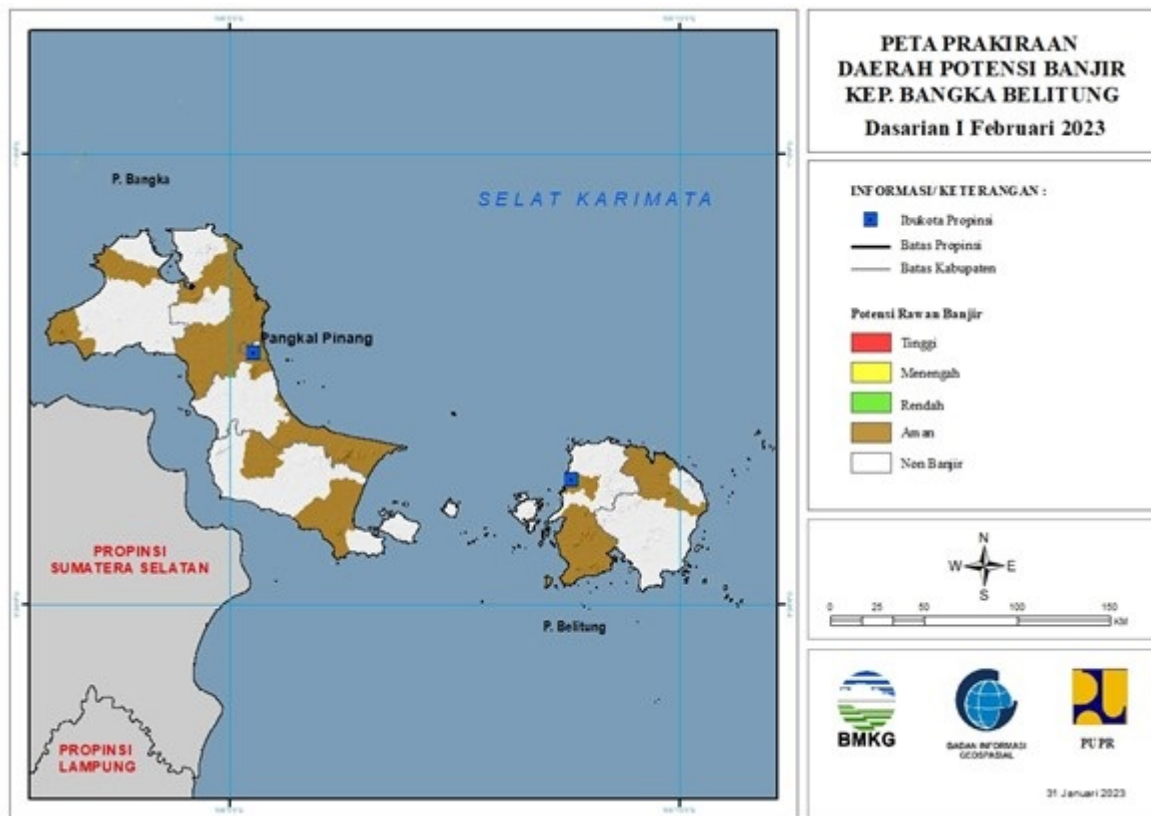 PETA PRAKIRAAN
DAERAH POTENSI BANJIR
KEP. BANGKA BELITUNG
Dasarian I Februari 2023
P. Bangka
SELAT KARIMATA
Pangkal Pinang
PROPINSI
SUMATERA SELATAN
P. Belitung
PROPINSI
LAMPUNG
INFORMASI/KETERANGAN :
Ibukota Propinsi
Batas Propinsi
Batas Kabupaten
Potensi Rawan Banjir
Tinggi
Menengah
Rendah
Aman
Non Banjir
N
W E
S
0 25 50 100 150
KM
BMKG
BADAN INFORMASI
GEOSPASIAL
PU
PUPR
31 Januari 2023